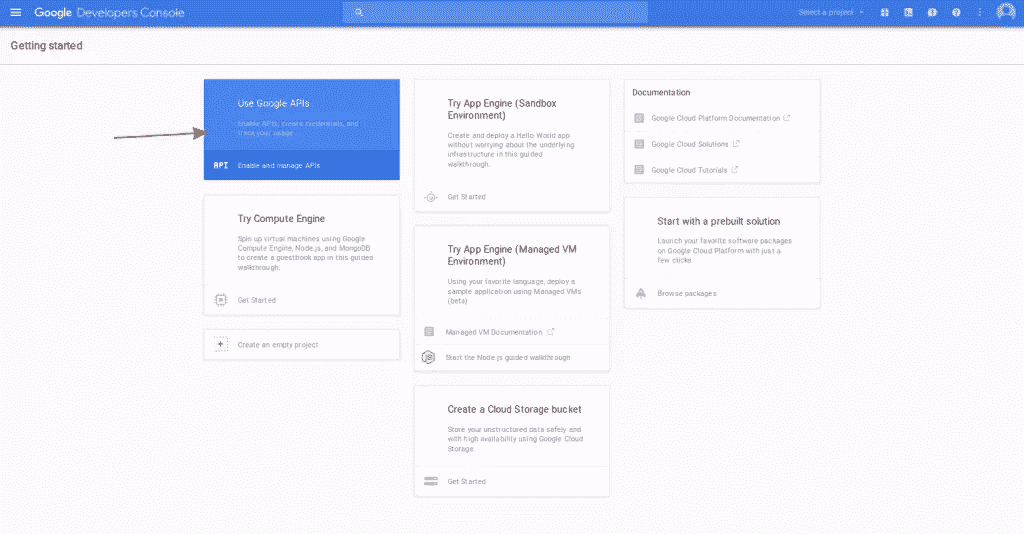 Google Developers Console
Select a project
Getting started
Use Google APIs
Enable APIs, create credentials, and
track your usage
API
Enable and manage APIs
Try Compute Engine
Spin up virtual machines using Google
Compute Engine, Node.js, and MongoDB
to create a guestbook app in this guided
walkthrough.
Get Started
Create an empty project
Try App Engine (Sandbox
Environment)
Create and deploy a Hello World app
without worrying about the underlying
infrastructure in this guided
walkthrough.
Get Started
Try App Engine (Managed VM
Environment)
Using your favorite language, deploy a
sample application using Managed VMs
(beta)
Managed VM Documentation
Start the Node.js guided walkthrough
Create a Cloud Storage bucket
Store your unstructured data safely and
with high availability using Google Cloud
Storage
Get Started
Documentation
Google Cloud Platform Documentation
Google Cloud Solutions
Google Cloud Tutorials
Start with a prebuilt solution
Launch your favorite software packages
on Google Cloud Platform with just a
few clicks
Browse packages